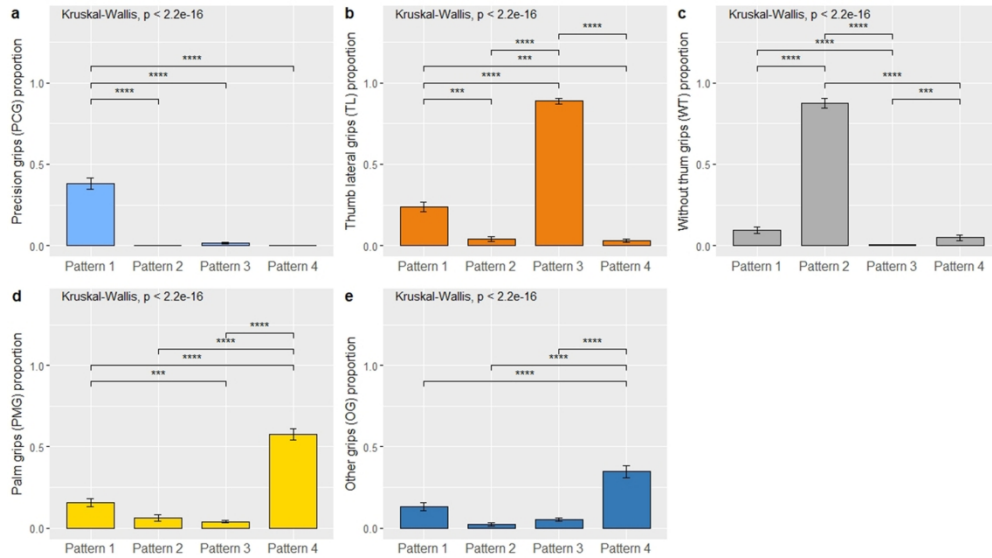 a
Kruskal-Wallis, p < 2.2e-16
****
****
****
Precision grips (PCG) proportion
1.0
0.5
0.0
Pattern 1 Pattern 2 Pattern 3 Pattern 4
b
Kruskal-Wallis, p < 2.2e-16
****
****
***
****
***
Thumb lateral grips (TL) proportion
1.0
0.5
0.0
Pattern 1 Pattern 2 Pattern 3 Pattern 4
c
Kruskal-Wallis, p < 2.2e-16
****
****
****
****
***
Without thum grips (WT) proportion
1.0
0.5
0.0
Pattern 1 Pattern 2 Pattern 3 Pattern 4
d
Kruskal-Wallis, p < 2.2e-16
****
****
****
***
Palm grips (PMG) proportion
1.0
0.5
0.0
Pattern 1 Pattern 2 Pattern 3 Pattern 4
e
Kruskal-Wallis, p < 2.2e-16
****
****
****
Other grips (OG) proportion
1.0
0.5
0.0
Pattern 1 Pattern 2 Pattern 3 Pattern 4